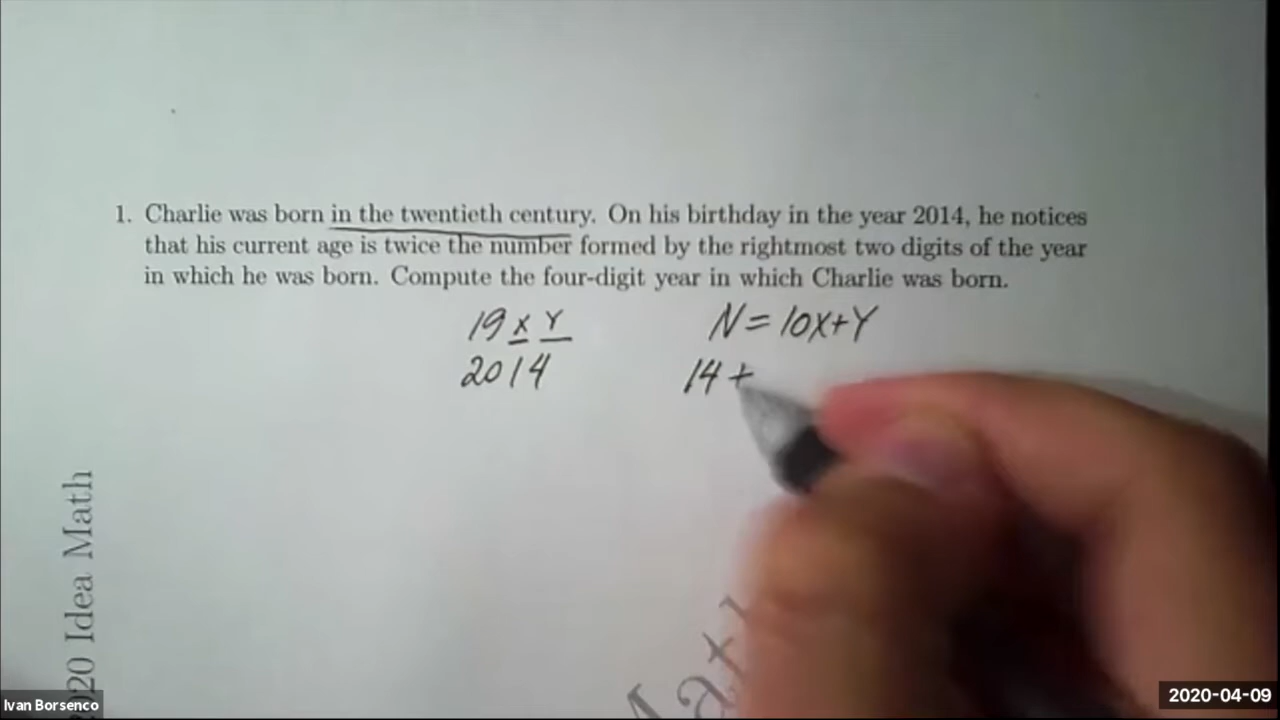 1. Charlie was born in the twentieth century. On his birthday in the year 2014, he notices
that his current age is twice the number formed by the rightmost two digits of the year
in which he was born. Compute the four-digit year in which Charlie was born.
19 X Y
N = 10X+Y
2014
14 +
2020 Idea Math
Math
Ivan Borsenco
2020-04-09